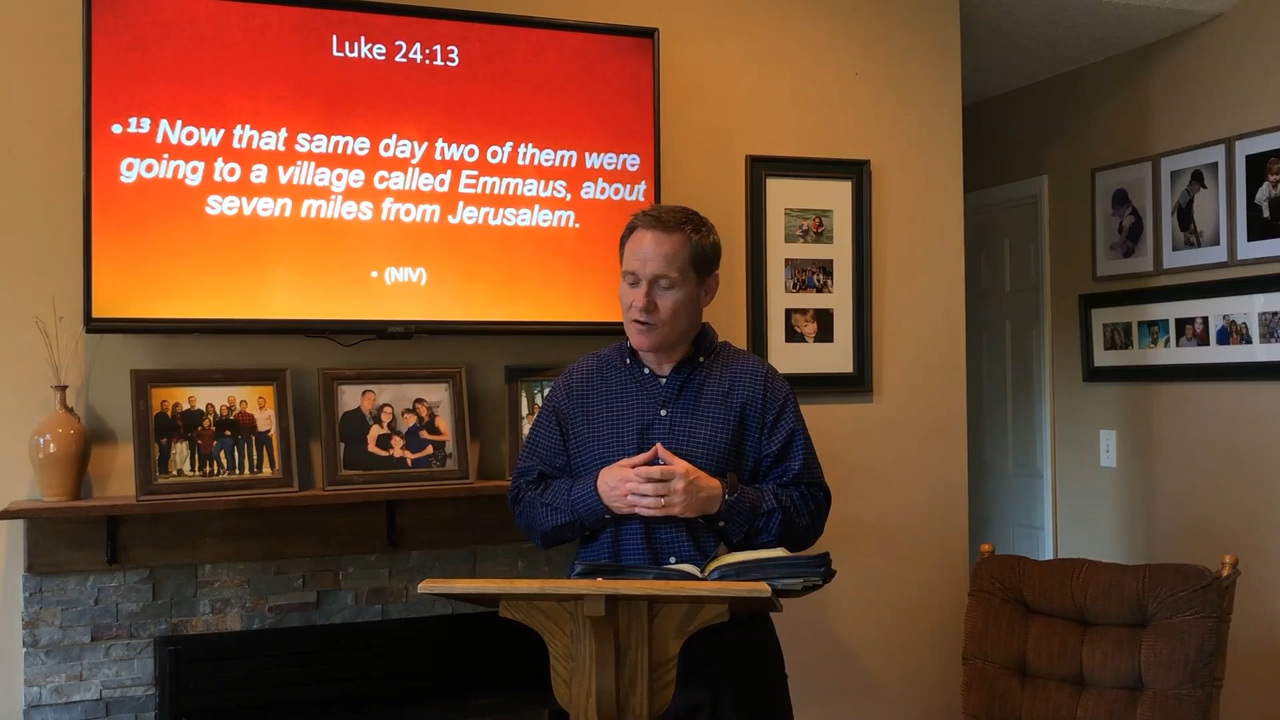 Luke 24:13
• 13 Now that same day two of them were
going to a village called Emmaus, about
seven miles from Jerusalem.
• (NIV)